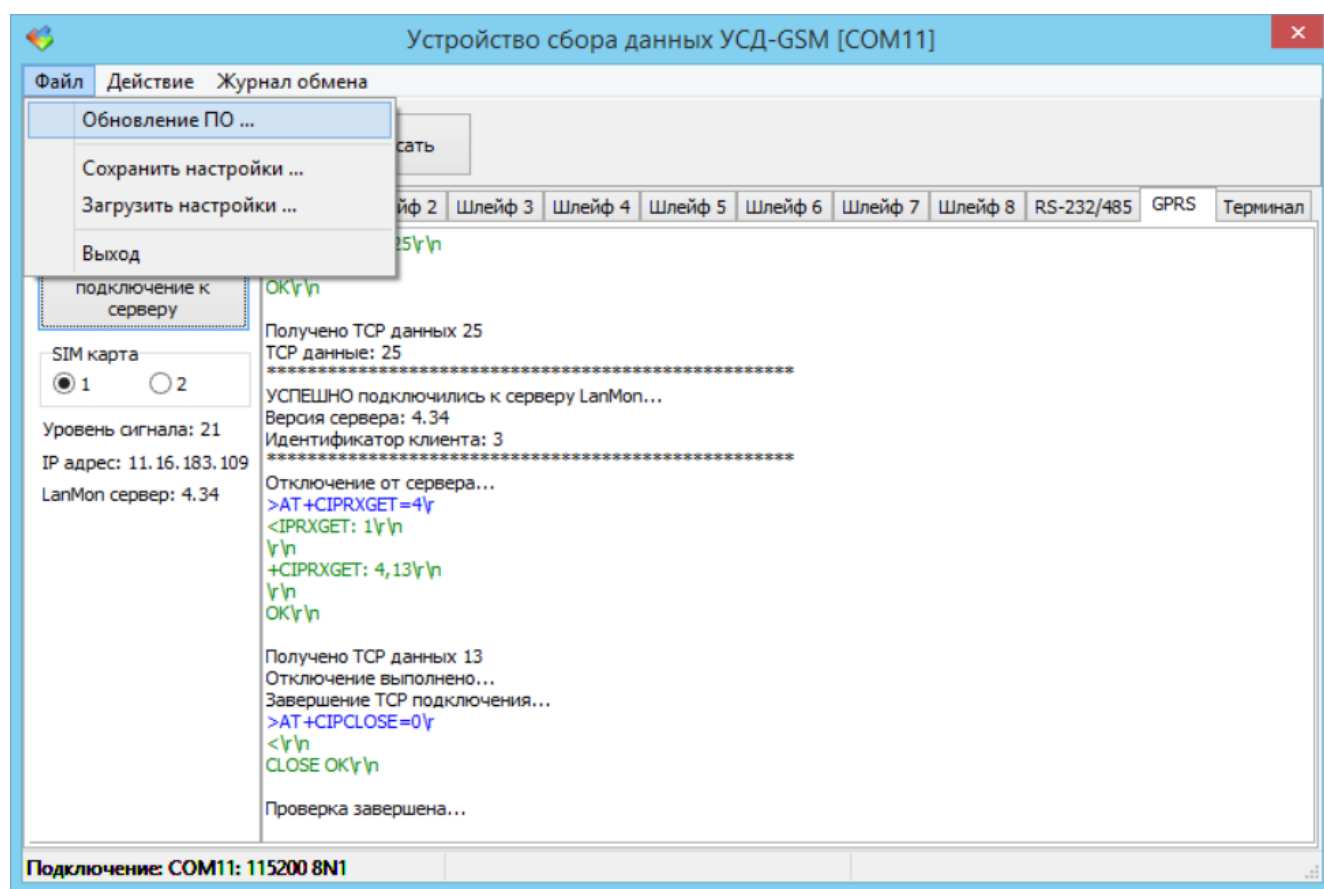 Устройство сбора данных УСД-GSM [COM11]
Файл Действие Журнал обмена
Обновление ПО ...
Сохранить настройки ...
Загрузить настройки ...
Выход
сать
йф 2 Шлейф 3 Шлейф 4 Шлейф 5 Шлейф 6 Шлейф 7 Шлейф 8 RS-232/485 GPRS Терминал
подключение к
серверу
SIM карта
1 2
Уровень сигнала: 21
IP адрес: 11.16.183.109
LanMon сервер: 4.34
25\r\n
OK\r\n
Получено TCP данных 25
TCP данные: 25
****************************************************
УСПЕШНО подключились к серверу LanMon...
Версия сервера: 4.34
Идентификатор клиента: 3
****************************************************
Отключение от сервера...
>AT+CIPRXGET=4\r
<IPRXGET: 1\r\n
\r\n
+CIPRXGET: 4,13\r\n
\r\n
OK\r\n
Получено TCP данных 13
Отключение выполнено...
Завершение TCP подключения...
>AT+CIPCLOSE=0\r
<\r\n
CLOSE OK\r\n
Проверка завершена...
Подключение: COM11: 115200 8N1